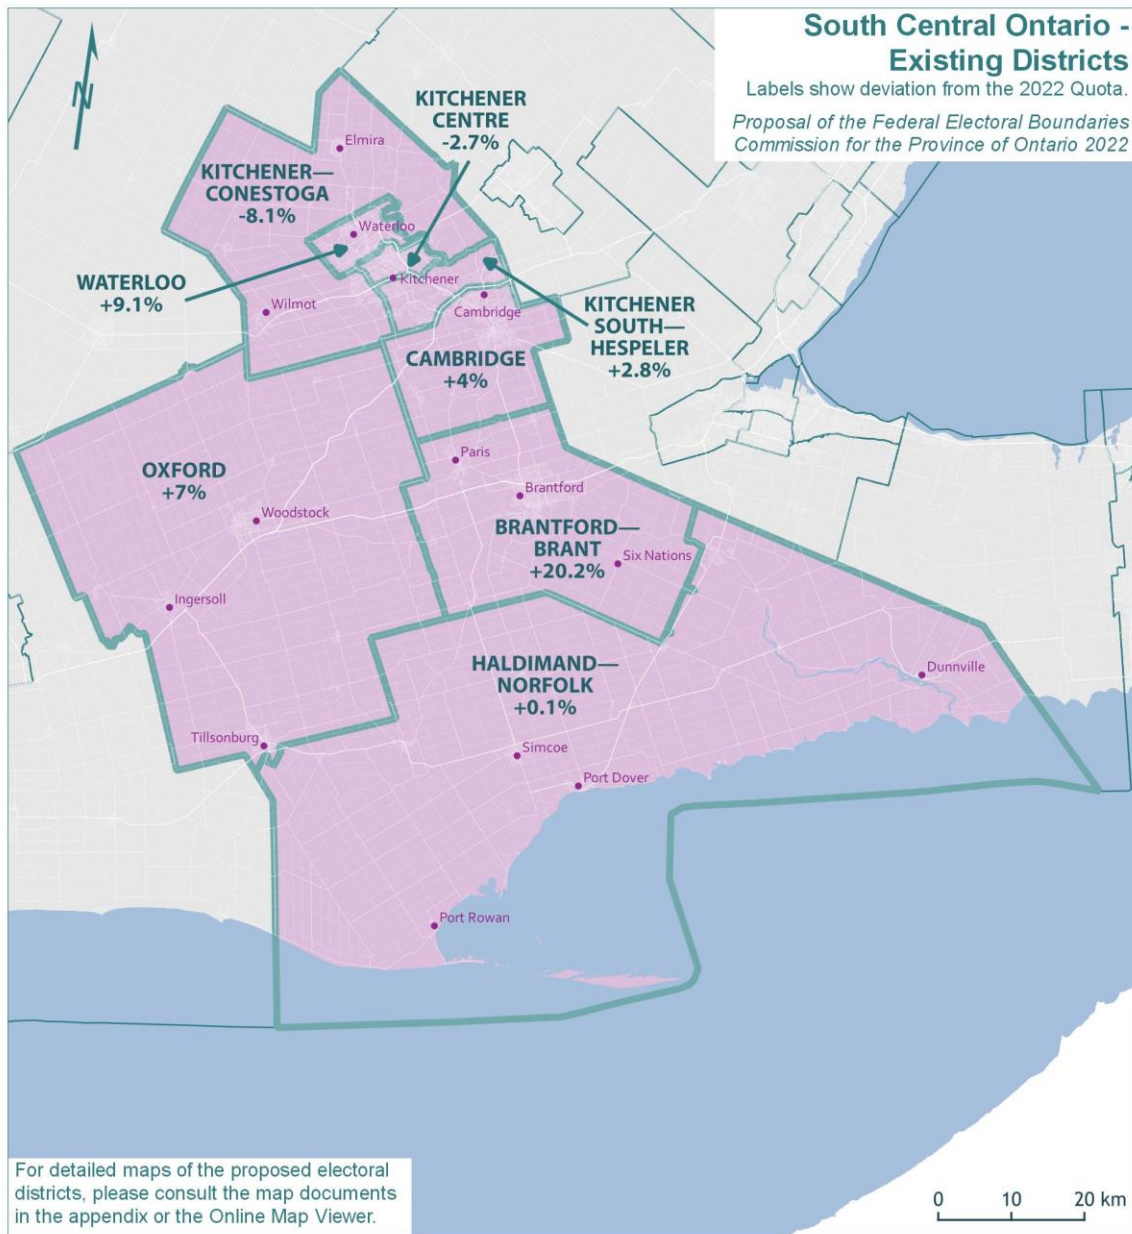 South Central Ontario -
Existing Districts
Labels show deviation from the 2022 Quota.
Proposal of the Federal Electoral Boundaries
Commission for the Province of Ontario 2022
N
KITCHENER
CENTRE
-2.7%
Elmira
KITCHENER—
CONESTOGA
-8.1%
Waterloo
WATERLOO
+9.1%
Kitchener
Wilmot
Cambridge
KITCHENER
SOUTH—
HESPELER
+2.8%
CAMBRIDGE
+4%
OXFORD
+7%
Paris
Brantford
Woodstock
BRANTFORD—
BRANT
+20.2%
Six Nations
Ingersoll
HALDIMAND—
NORFOLK
+0.1%
Dunnville
Tillsonburg
Simcoe
Port Dover
Port Rowan
For detailed maps of the proposed electoral
districts, please consult the map documents
in the appendix or the Online Map Viewer.
0 10 20 km